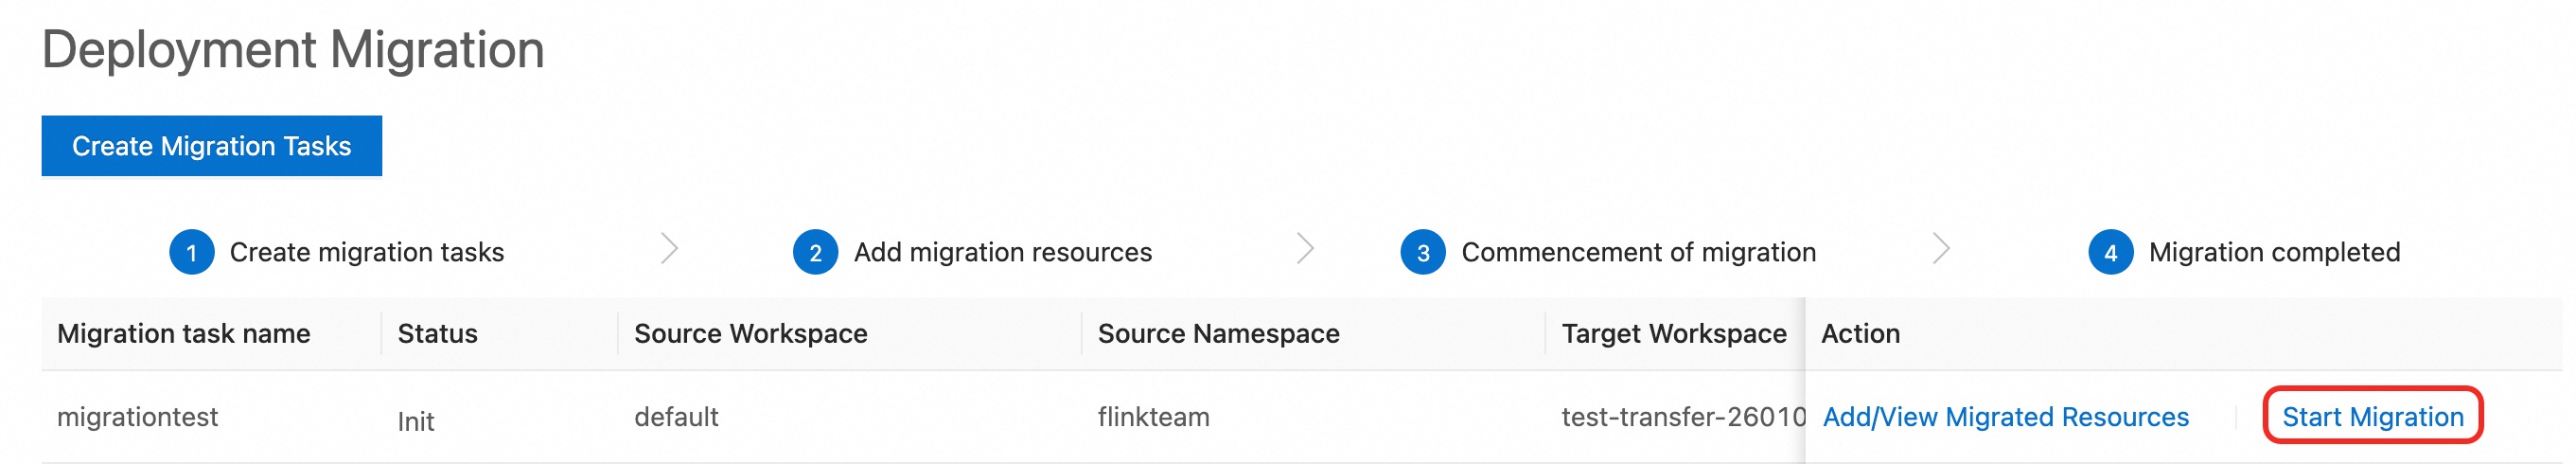 Deployment Migration
Create Migration Tasks
1 Create migration tasks 2 Add migration resources 3 Commencement of migration 4 Migration completed
Migration task name Status Source Workspace Source Namespace Target Workspace Action
migrationtest Init default flinkteam test-transfer-26010 Add/View Migrated Resources Start Migration